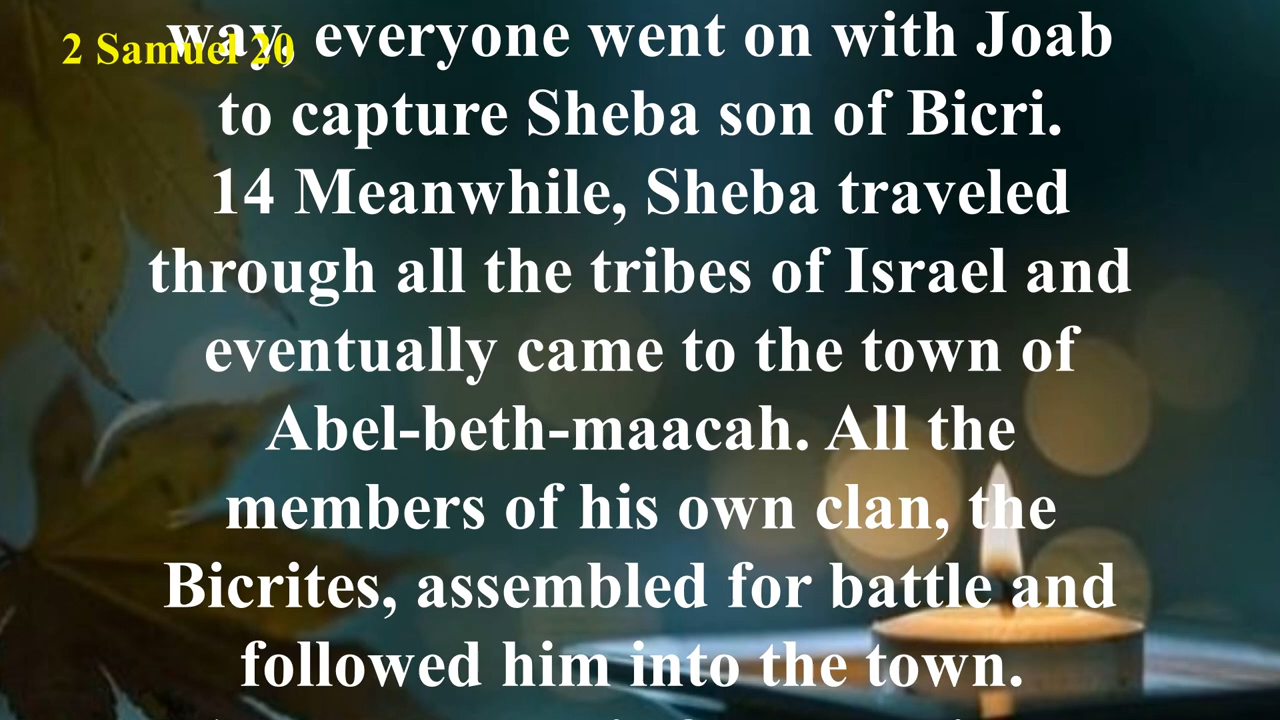 2 Samuel 20
way, everyone went on with Joab
to capture Sheba son of Bicri.
14 Meanwhile, Sheba traveled
through all the tribes of Israel and
eventually came to the town of
Abel-beth-maacah. All the
members of his own clan, the
Bicrites, assembled for battle and
followed him into the town.